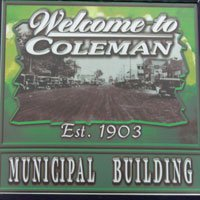 Welcome to
COLEMAN
Est. 1903
MUNICIPAL BUILDING